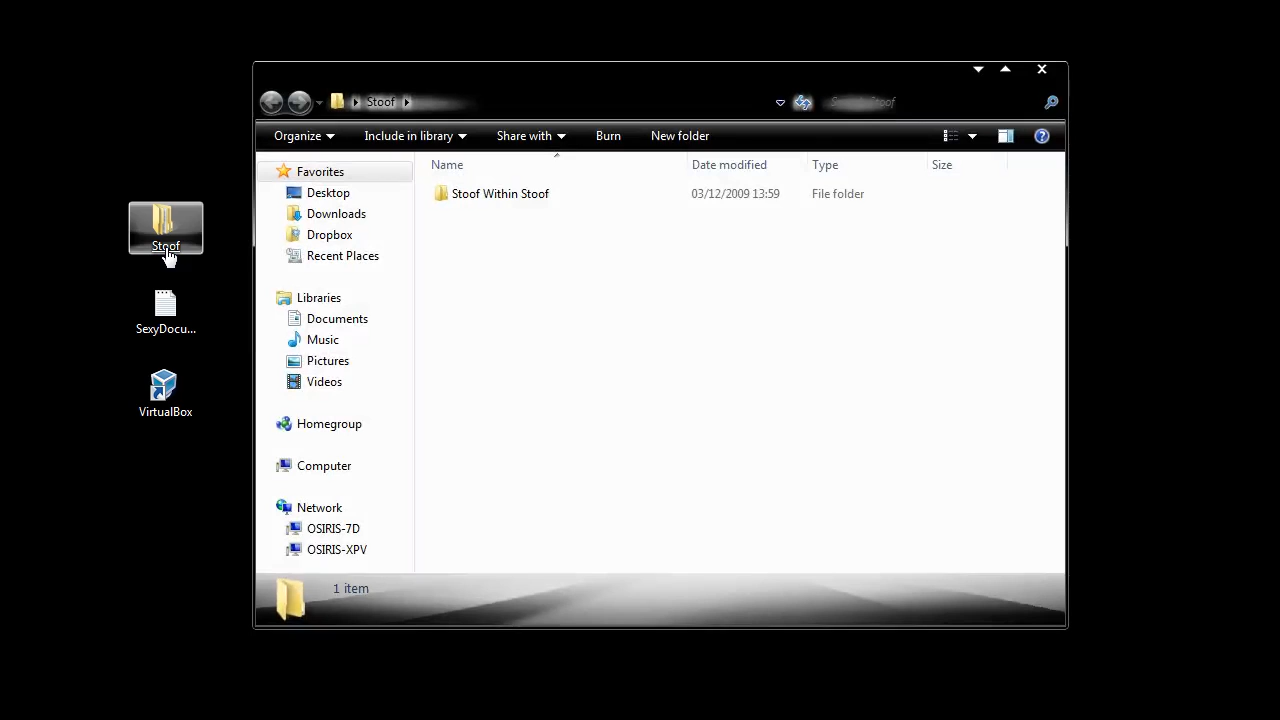 Stoof
Organize
Include in library
Share with
Burn
New folder
Favorites
Desktop
Downloads
Dropbox
Recent Places
Libraries
Documents
Music
Pictures
Videos
Homegroup
Computer
Network
OSIRIS-7D
OSIRIS-XPV
Name Date modified Type Size
Stoof Within Stoof 03/12/2009 13:59 File folder
1 item
Stoof
SexyDocu...
VirtualBox